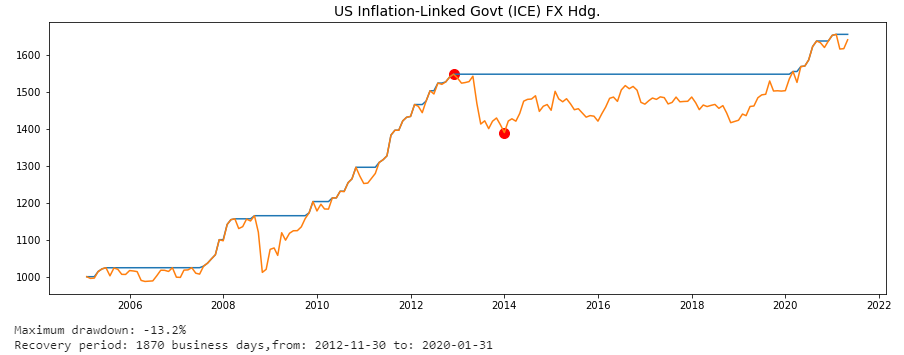 US Inflation-Linked Govt (ICE) FX Hdg.
1600
1500
1400
1300
1200
1100
1000
2006 2008 2010 2012 2014 2016 2018 2020 2022
Maximum drawdown: -13.2%
Recovery period: 1870 business days,from: 2012-11-30 to: 2020-01-31